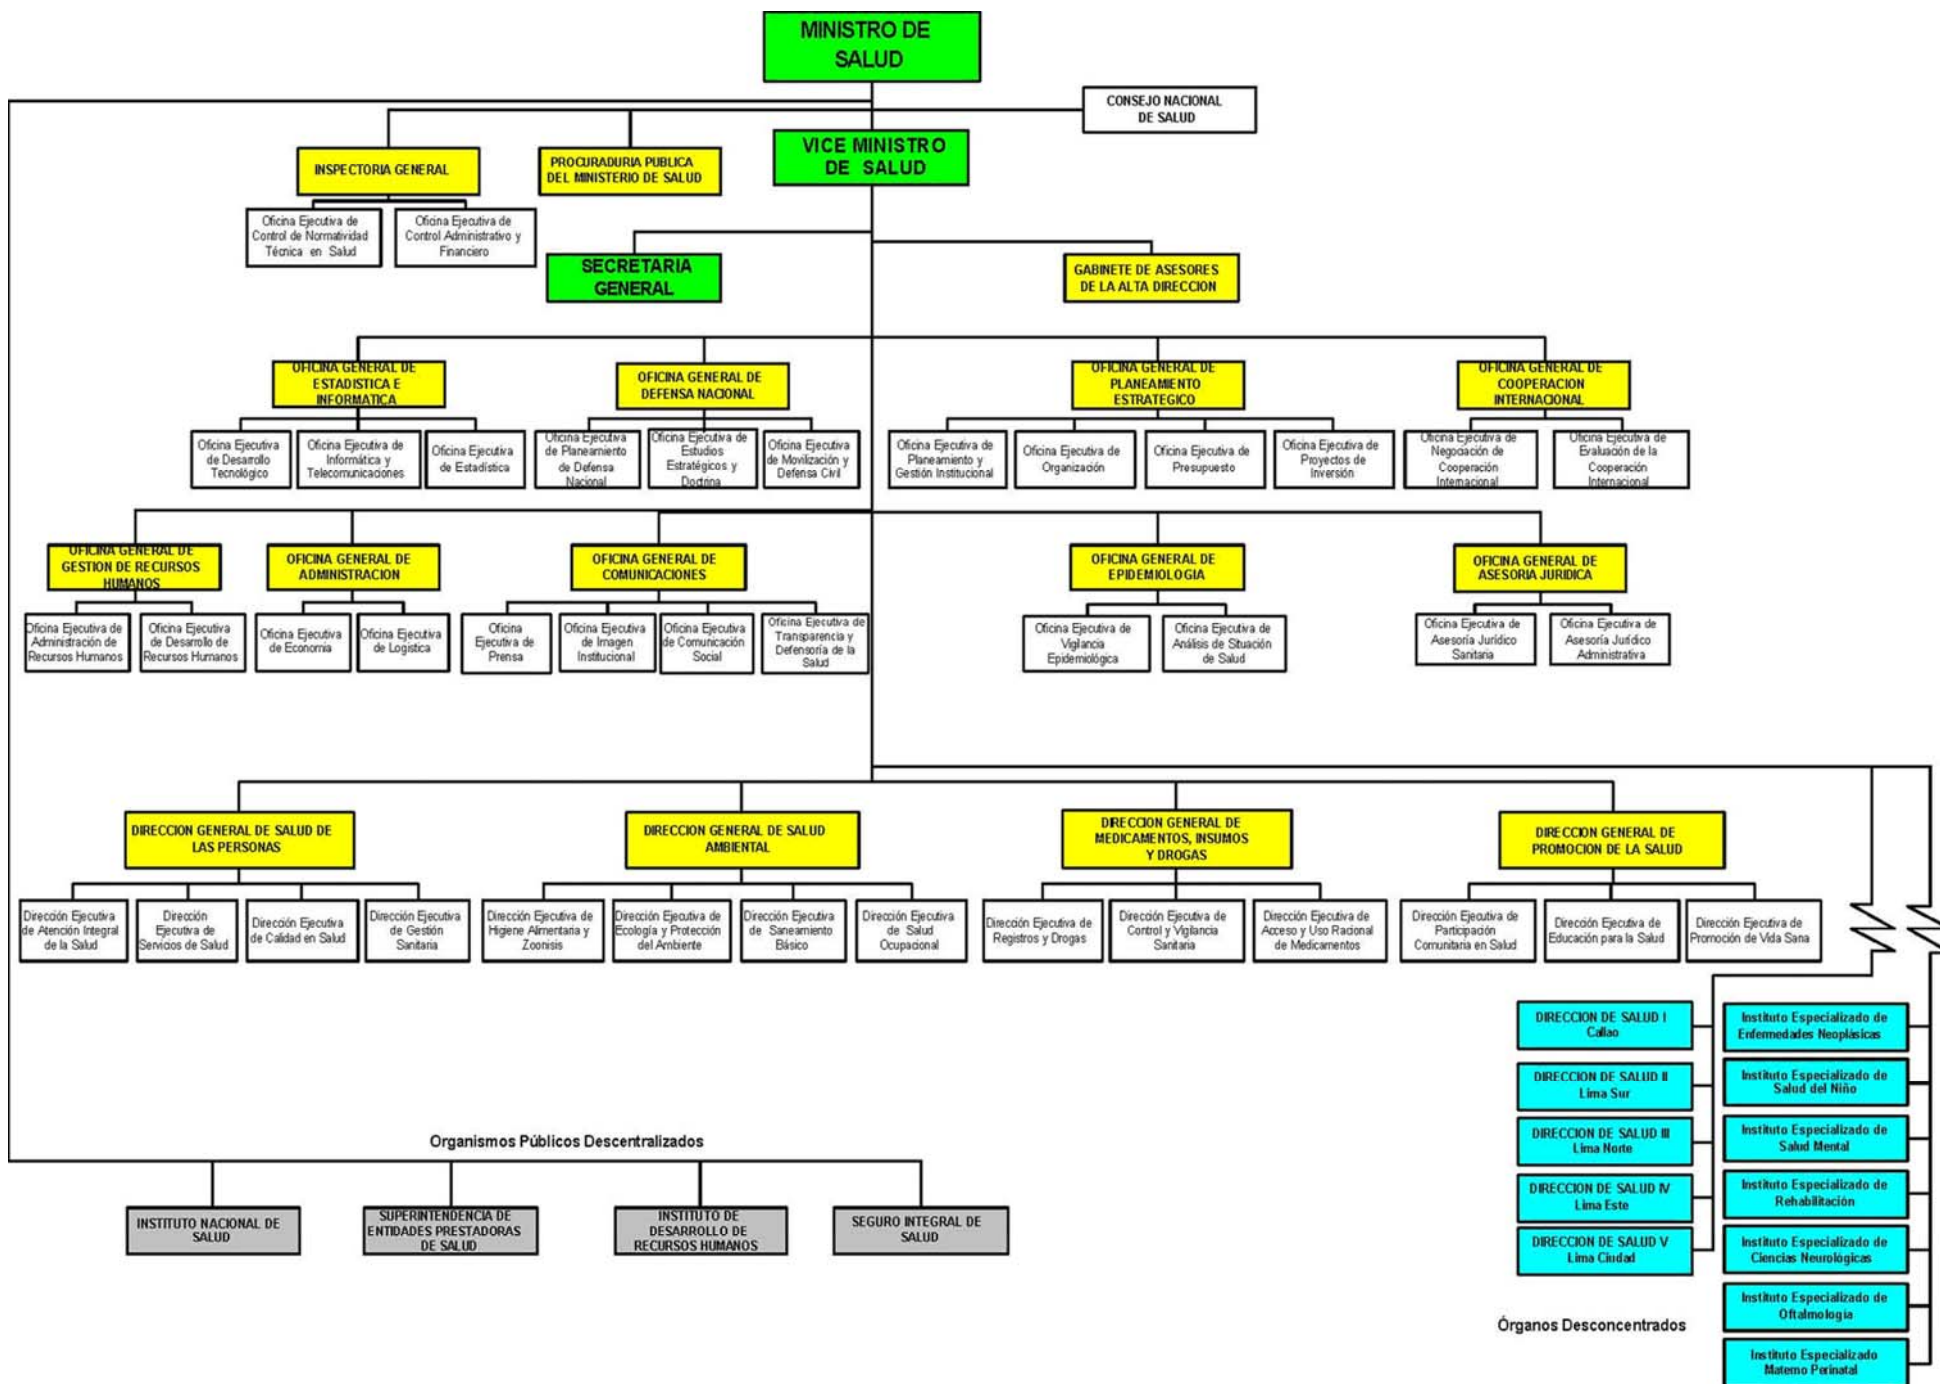 MINISTRO DE
SALUD
CONSEJO NACIONAL
DE SALUD
VICE MINISTRO
DE SALUD
INSPECTORIA GENERAL
PROCURADURIA PUBLICA
DEL MINISTERIO DE SALUD
Oficina Ejecutiva de
Control de Normatividad
Técnica en Salud
Oficina Ejecutiva de
Control Administrativo y
Financiero
SECRETARIA
GENERAL
GABINETE DE ASESORES
DE LA ALTA DIRECCION
OFICINA GENERAL DE
ESTADISTICA E
INFORMATICA
OFICINA GENERAL DE
DEFENSA NACIONAL
OFICINA GENERAL DE
PLANEAMIENTO
ESTRATEGICO
OFICINA GENERAL DE
COOPERACION
INTERNACIONAL
Oficina Ejecutiva
de Desarrollo
Tecnológico
Oficina Ejecutiva de
Informática y
Telecomunicaciones
Oficina Ejecutiva
de Estadística
Oficina Ejecutiva
de Planeamiento
de Defensa
Nacional
Oficina Ejecutiva de
Estudios
Estratégicos y
Doctrina
Oficina Ejecutiva
de Movilización y
Defensa Civil
Oficina Ejecutiva de
Planeamiento y
Gestión Institucional
Oficina Ejecutiva de
Organización
Oficina Ejecutiva de
Presupuesto
Oficina Ejecutiva de
Proyectos de
Inversión
Oficina Ejecutiva de
Negociación de
Cooperación
Internacional
Oficina Ejecutiva de
Evaluación de la
Cooperación
Internacional
OFICINA GENERAL DE
GESTION DE RECURSOS
HUMANOS
OFICINA GENERAL DE
ADMINISTRACION
OFICINA GENERAL DE
COMUNICACIONES
OFICINA GENERAL DE
EPIDEMIOLOGIA
OFICINA GENERAL DE
ASESORIA JURIDICA
Oficina Ejecutiva de
Administración de
Recursos Humanos
Oficina Ejecutiva
de Desarrollo de
Recursos Humanos
Oficina Ejecutiva
de Economia
Oficina Ejecutiva
de Logistica
Oficina
Ejecutiva de
Prensa
Oficina Ejecutiva
de Imagen
Institucional
Oficina Ejecutiva
de Comunicación
Social
Oficina Ejecutiva de
Transparencia y
Defensoría de la
Salud
Oficina Ejecutiva de
Vigilancia
Epidemiológica
Oficina Ejecutiva de
Análisis de Situación
de Salud
Oficina Ejecutiva de
Asesoría Jurídico
Sanitaria
Oficina Ejecutiva de
Asesoría Jurídico
Administrativa
DIRECCION GENERAL DE SALUD DE
LAS PERSONAS
DIRECCION GENERAL DE SALUD
AMBIENTAL
DIRECCION GENERAL DE
MEDICAMENTOS, INSUMOS
Y DROGAS
DIRECCION GENERAL DE
PROMOCION DE LA SALUD
Dirección Ejecutiva
de Atención Integral
de la Salud
Dirección
Ejecutiva de
Servicios de Salud
Dirección Ejecutiva
de Calidad en Salud
Dirección Ejecutiva
de Gestión
Sanitaria
Dirección Ejecutiva de
Higiene Alimentaria y
Zoonisis
Dirección Ejecutiva de
Ecología y Protección
del Ambiente
Dirección Ejecutiva
de Saneamiento
Básico
Dirección Ejecutiva
de Salud
Ocupacional
Dirección Ejecutiva de
Registros y Drogas
Dirección Ejecutiva de
Control y Vigilancia
Sanitaria
Dirección Ejecutiva de
Acceso y Uso Racional
de Medicamentos
Dirección Ejecutiva de
Participación
Comunitaria en Salud
Dirección Ejecutiva de
Educación para la Salud
Dirección Ejecutiva de
Promoción de Vida Sana
DIRECCION DE SALUD I
Callao
DIRECCION DE SALUD II
Lima Sur
DIRECCION DE SALUD III
Lima Norte
DIRECCION DE SALUD IV
Lima Este
DIRECCION DE SALUD V
Lima Ciudad
Instituto Especializado de
Enfermedades Neoplásicas
Instituto Especializado de
Salud del Niño
Instituto Especializado de
Salud Mental
Instituto Especializado de
Rehabilitación
Instituto Especializado de
Ciencias Neurológicas
Instituto Especializado de
Oftalmología
Instituto Especializado
Materno Perinatal
Órganos Desconcentrados
Organismos Públicos Descentralizados
INSTITUTO NACIONAL DE
SALUD
SUPERINTENDENCIA DE
ENTIDADES PRESTADORAS
DE SALUD
INSTITUTO DE
DESARROLLO DE
RECURSOS HUMANOS
SEGURO INTEGRAL DE
SALUD